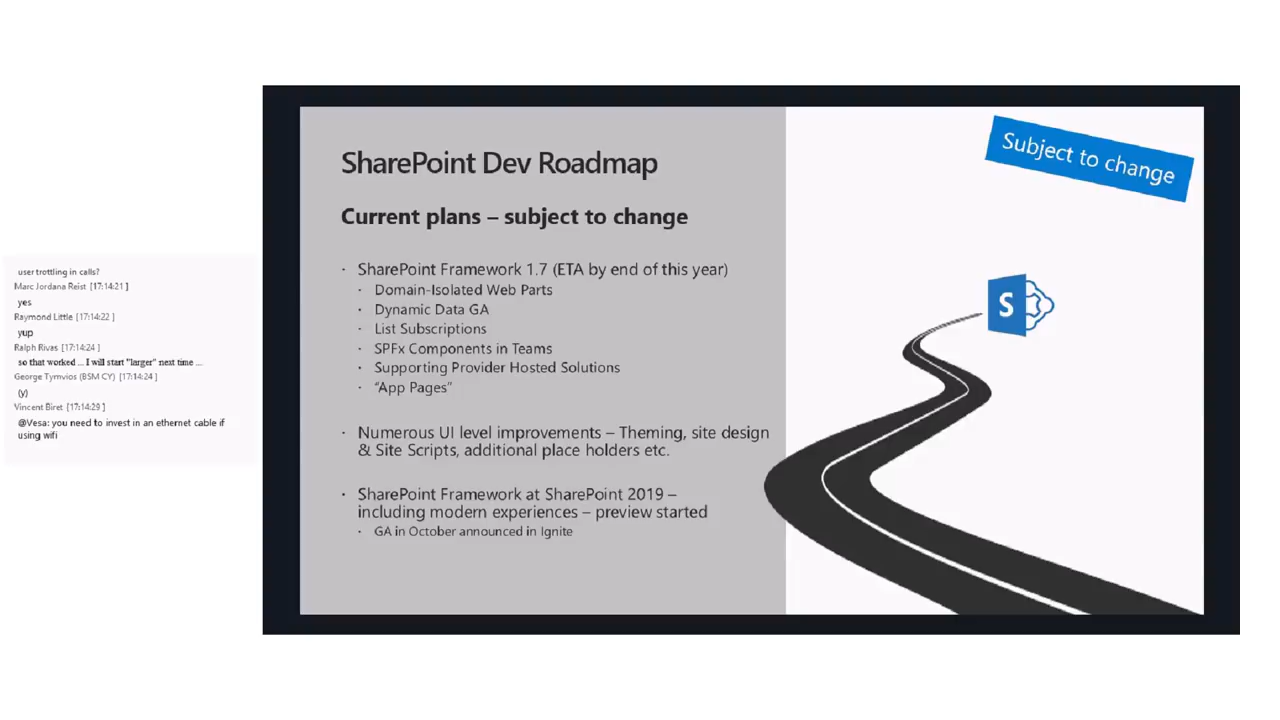 user trottling in calls?
Marc Jordana Reist [17:14:21 ]
yes
Raymond Little [17:14:22 ]
yup
Ralph Rivas [17:14:24 ]
so that worked ... I will start "larger" next time ...
George Tymvios (BSM CY) [17:14:24 ]
(y)
Vincent Biret [17:14:29 ]
@Vesa: you need to invest in an ethernet cable if
using wifi
SharePoint Dev Roadmap
Current plans – subject to change
· SharePoint Framework 1.7 (ETA by end of this year)
· Domain-Isolated Web Parts
· Dynamic Data GA
· List Subscriptions
· SPFx Components in Teams
· Supporting Provider Hosted Solutions
· “App Pages”
· Numerous UI level improvements – Theming, site design
& Site Scripts, additional place holders etc.
· SharePoint Framework at SharePoint 2019 –
including modern experiences – preview started
· GA in October announced in Ignite
Subject to change
S